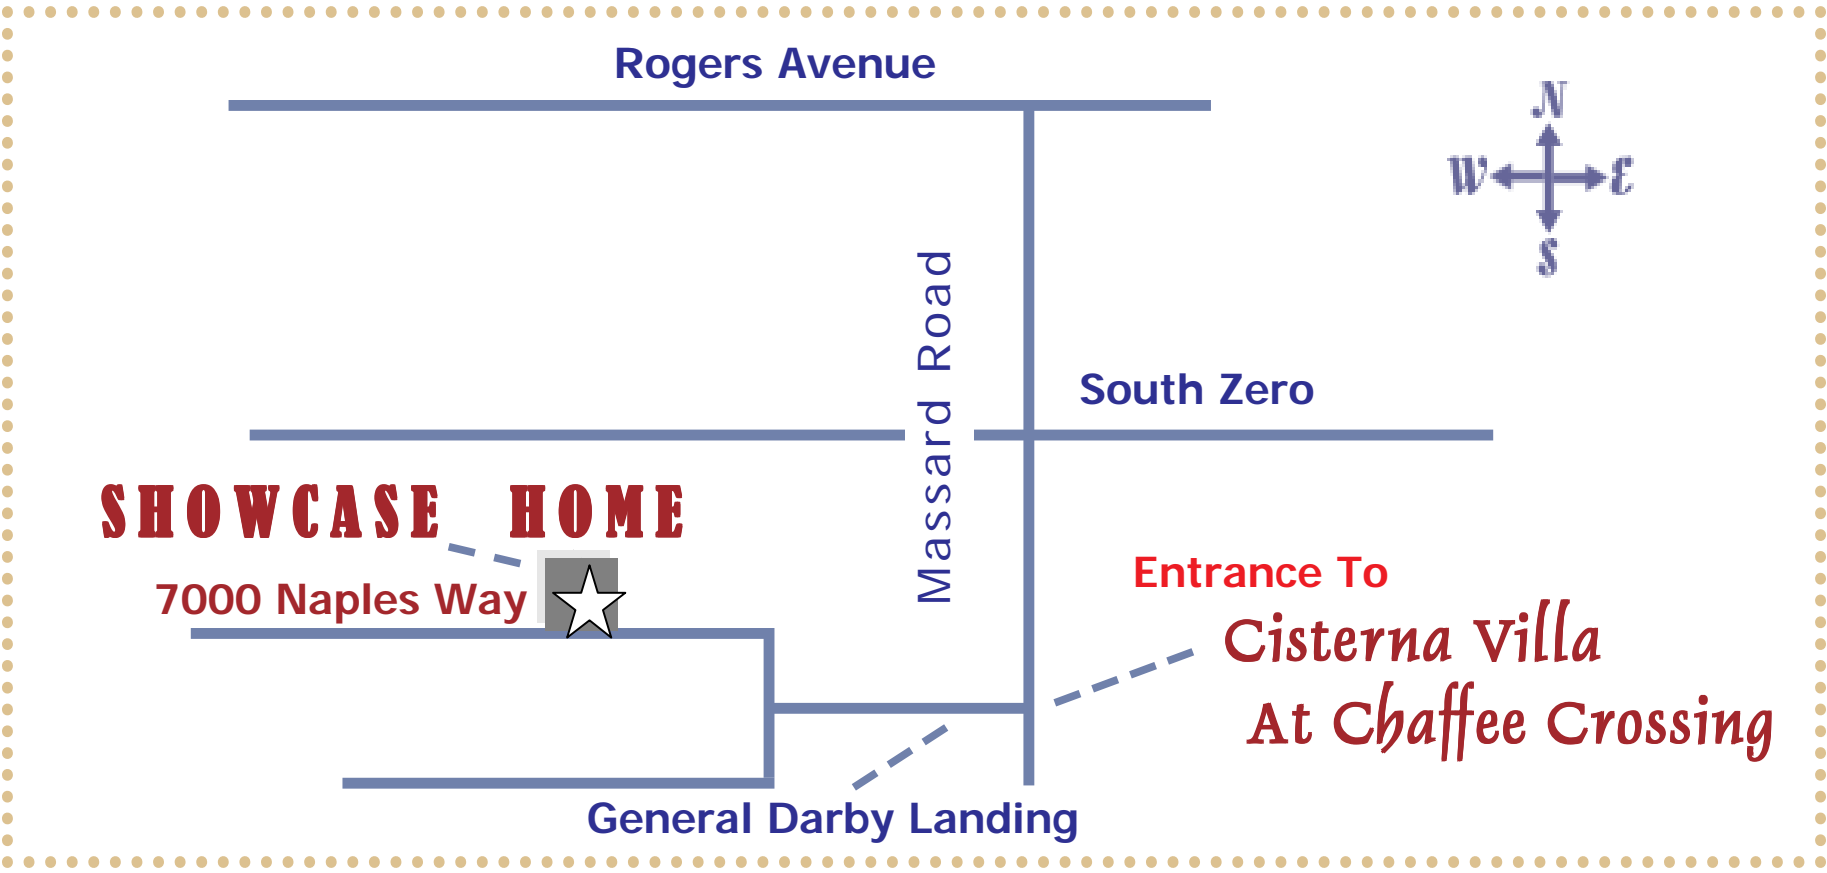 Rogers Avenue
N
W E
S
Massard Road
South Zero
SHOWCASE HOME
7000 Naples Way
Entrance To
Cisterna Villa
At Chaffee Crossing
General Darby Landing